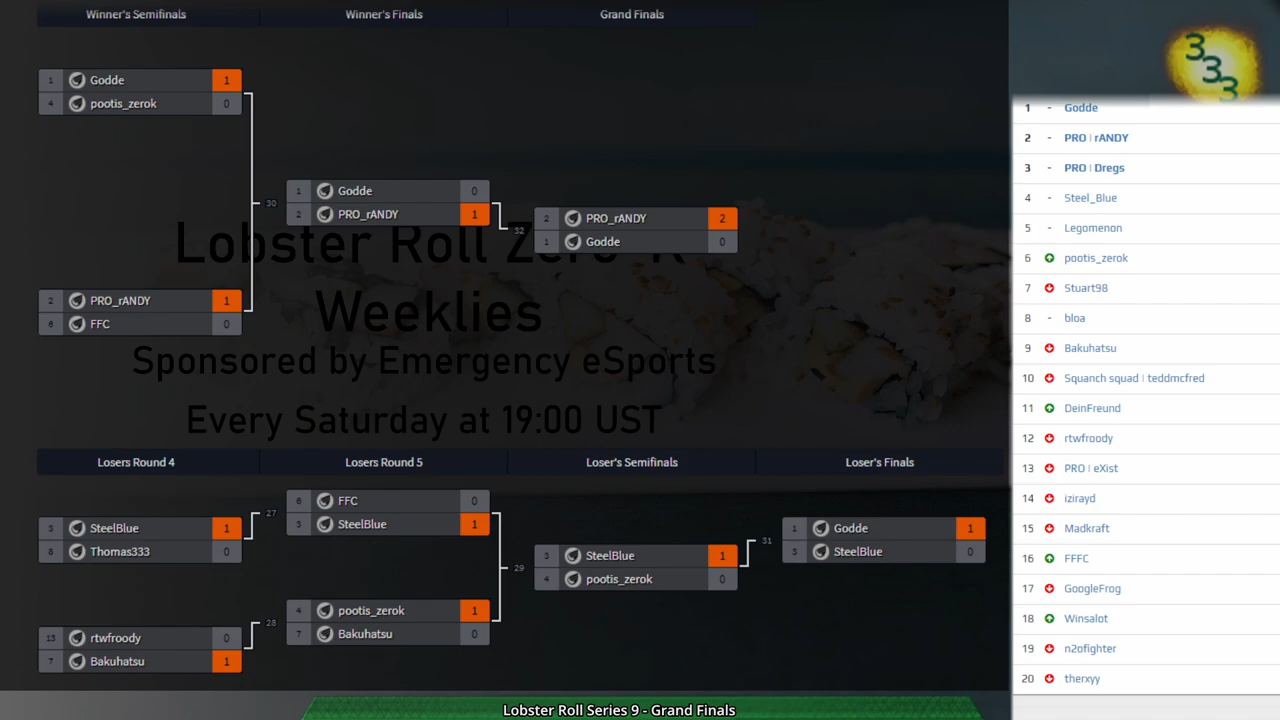 Winner's Semifinals
Winner's Finals
Grand Finals
1 Godde 1
4 pootis_zerok 0
2 PRO_rANDY 1
6 FFC 0
30
1 Godde 0
2 PRO_rANDY 1
32
2 PRO_rANDY 2
1 Godde 0
Lobster Roll Zero-K
Weeklies
Sponsored by Emergency eSports
Every Saturday at 19:00 UST
Losers Round 4
Losers Round 5
Loser's Semifinals
Loser's Finals
3 SteelBlue 1
8 Thomas333 0
27
13 rtwfroody 0
7 Bakuhatsu 1
28
6 FFC 0
3 SteelBlue 1
4 pootis_zerok 1
7 Bakuhatsu 0
29
3 SteelBlue 1
4 pootis_zerok 0
31
1 Godde 1
3 SteelBlue 0
3
3
3
1 - Godde
2 - PRO | rANDY
3 - PRO | Dregs
4 - Steel_Blue
5 - Legomenon
6 pootis_zerok
7 Stuart98
8 - bloa
9 Bakuhatsu
10 Squanch squad | teddmcfred
11 DeinFreund
12 rtwfroody
13 PRO | eXist
14 izirayd
15 Madkraft
16 FFFC
17 GoogleFrog
18 Winsalot
19 n2ofighter
20 therxyy
Lobster Roll Series 9 - Grand Finals